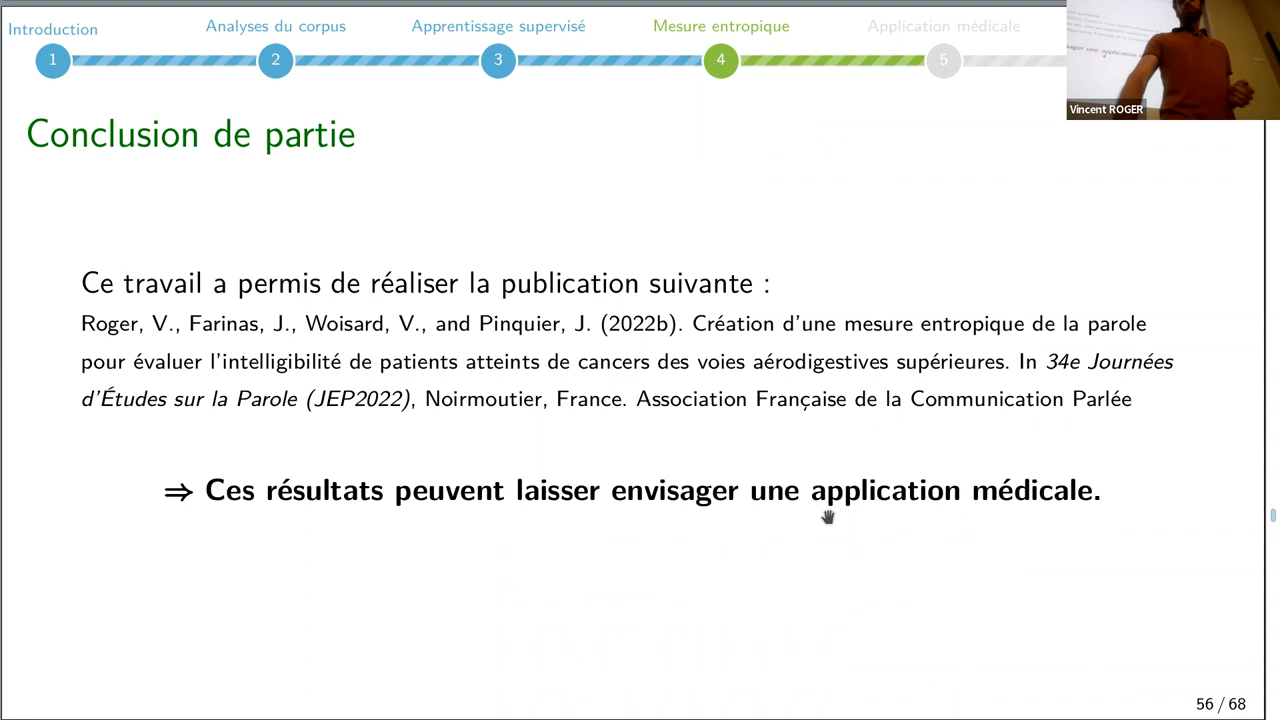 Introduction
Analyses du corpus
Apprentissage supervisé
Mesure entropique
Application médicale
1
2
3
4
5
Vincent ROGER
Conclusion de partie
Ce travail a permis de réaliser la publication suivante :
Roger, V., Farinas, J., Woisard, V., and Pinquier, J. (2022b). Création d'une mesure entropique de la parole
pour évaluer l'intelligibilité de patients atteints de cancers des voies aérodigestives supérieures. In 34e Journées
d'Études sur la Parole (JEP2022), Noirmoutier, France. Association Française de la Communication Parlée
⇒ Ces résultats peuvent laisser envisager une application médicale.
56 / 68